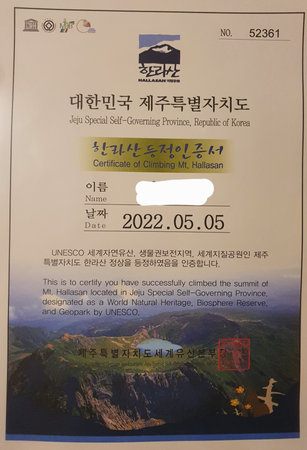 NO. 52361
한라산
HALLASAN
대한민국 제주특별자치도
Jeju Special Self-Governing Province, Republic of Korea
한라산등정인증서
Certificate of Climbing Mt, Hallasan
이름
Name
날짜
Date
2022.05.05
UNESCO 세계자연유산, 생물권보전지역, 세계지질공원인 제주
특별자치도 한라산 정상을 등정하였음을 인증합니다.
This is to certify you have successfully climbed the summit of
Mt. Hallasan located in Jeju Special Self-Governing Province,
designated as a World Natural Heritage, Biosphere Reserve,
and Geopark by UNESCO.
제주특별자치도세계유산본부장